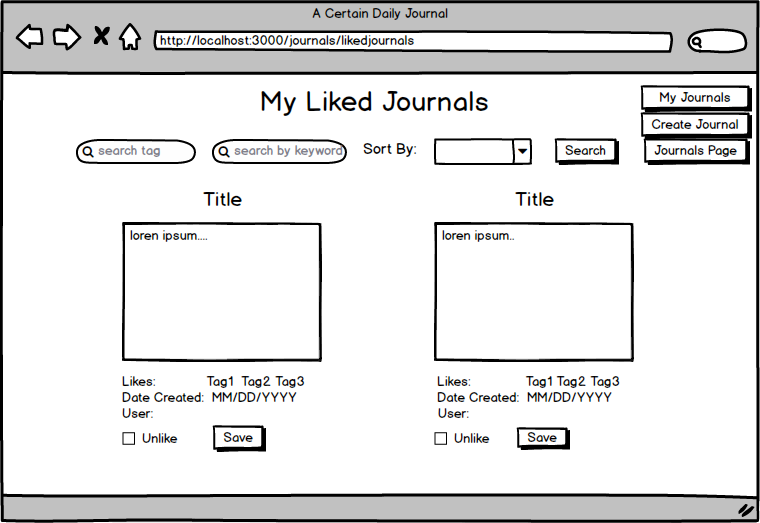 A Certain Daily Journal
http://localhost:3000/journals/likedjournals
My Liked Journals
My Journals
Create Journal
Journals Page
search tag
search by keyword
Sort By:
Search
Title
loren ipsum....
Likes: Tag1 Tag2 Tag3
Date Created: MM/DD/YYYY
User:
Unlike
Save
Title
loren ipsum..
Likes: Tag1 Tag2 Tag3
Date Created: MM/DD/YYYY
User:
Unlike
Save